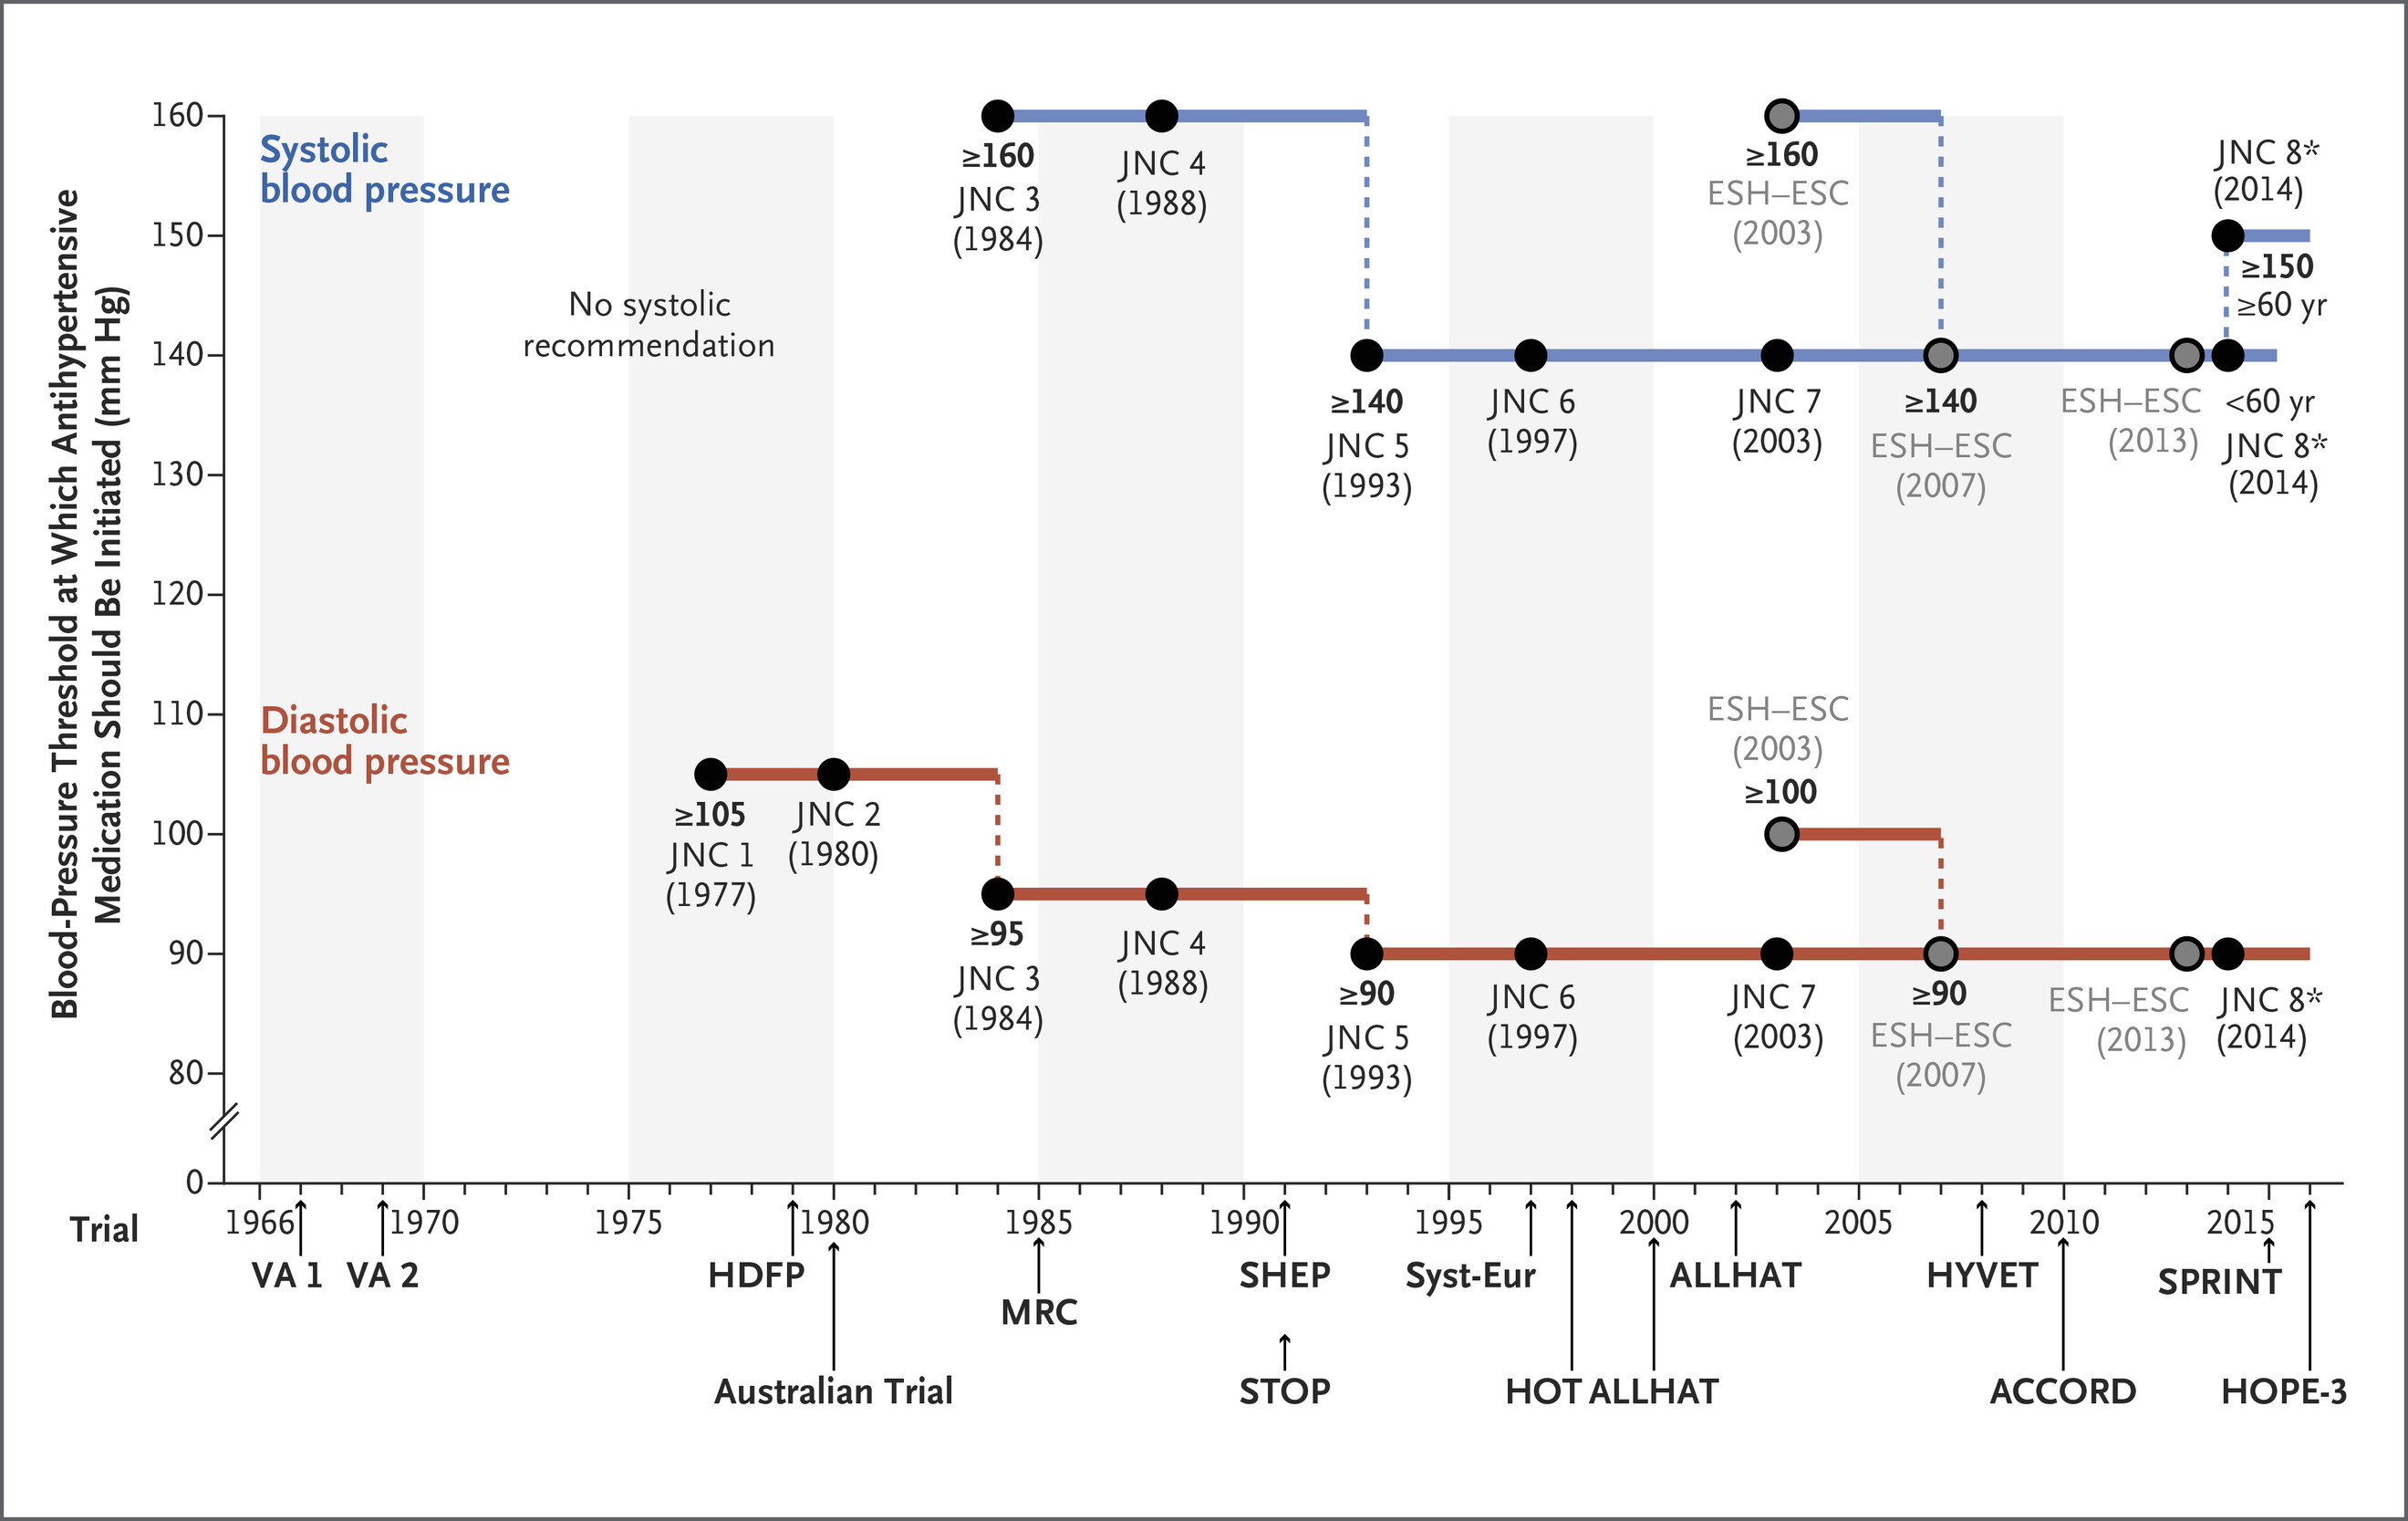 Blood-Pressure Threshold at Which Antihypertensive
Medication Should Be Initiated (mm Hg)
160
150
140
130
120
110
100
90
80
0
Systolic
blood pressure
No systolic
recommendation
≥160
JNC 3
(1984)
JNC 4
(1988)
≥160
ESH–ESC
(2003)
JNC 8*
(2014)
≥150
≥60 yr
≥140
JNC 5
(1993)
JNC 6
(1997)
JNC 7
(2003)
≥140
ESH–ESC
(2007)
ESH–ESC
(2013)
<60 yr
JNC 8*
(2014)
Diastolic
blood pressure
≥105
JNC 1
(1977)
JNC 2
(1980)
≥95
JNC 3
(1984)
JNC 4
(1988)
ESH–ESC
(2003)
≥100
≥90
JNC 5
(1993)
JNC 6
(1997)
JNC 7
(2003)
≥90
ESH–ESC
(2007)
ESH–ESC
(2013)
JNC 8*
(2014)
Trial
1966 1970 1975 1980 1985 1990 1995 2000 2005 2010 2015
VA 1 VA 2 HDFP SHEP Syst-Eur ALLHAT HYVET SPRINT
MRC
Australian Trial STOP HOT ALLHAT ACCORD HOPE-3